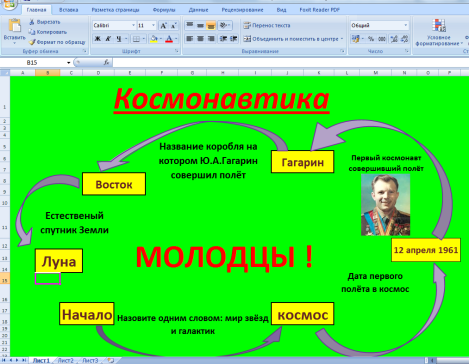 Главная Вставка Разметка страницы Формулы Данные Рецензирование Вид Foxit Reader PDF
Вставить
Вырезать
Копировать
Формат по образцу
Буфер обмена
Calibri 11
Ж К Ч
Шрифт
Перенос текста
Объединить и поместить в центре
Выравнивание
Общий
% 000
Число
Условное форматирование
B15 fx
A B C D E F G H I J K L M N O P
Космонавтика
Название коробля на
котором Ю.А.Гагарин
совершил полёт
Гагарин
Первый космонавт
совершивший полёт
Восток
Естественый
спутник Земли
Луна
МОЛОДЦЫ !
12 апреля 1961
Дата первого
полёта в космос
Начало
Назовите одним словом: мир звёзд
и галактик
космос
Лист1 Лист2 Лист3